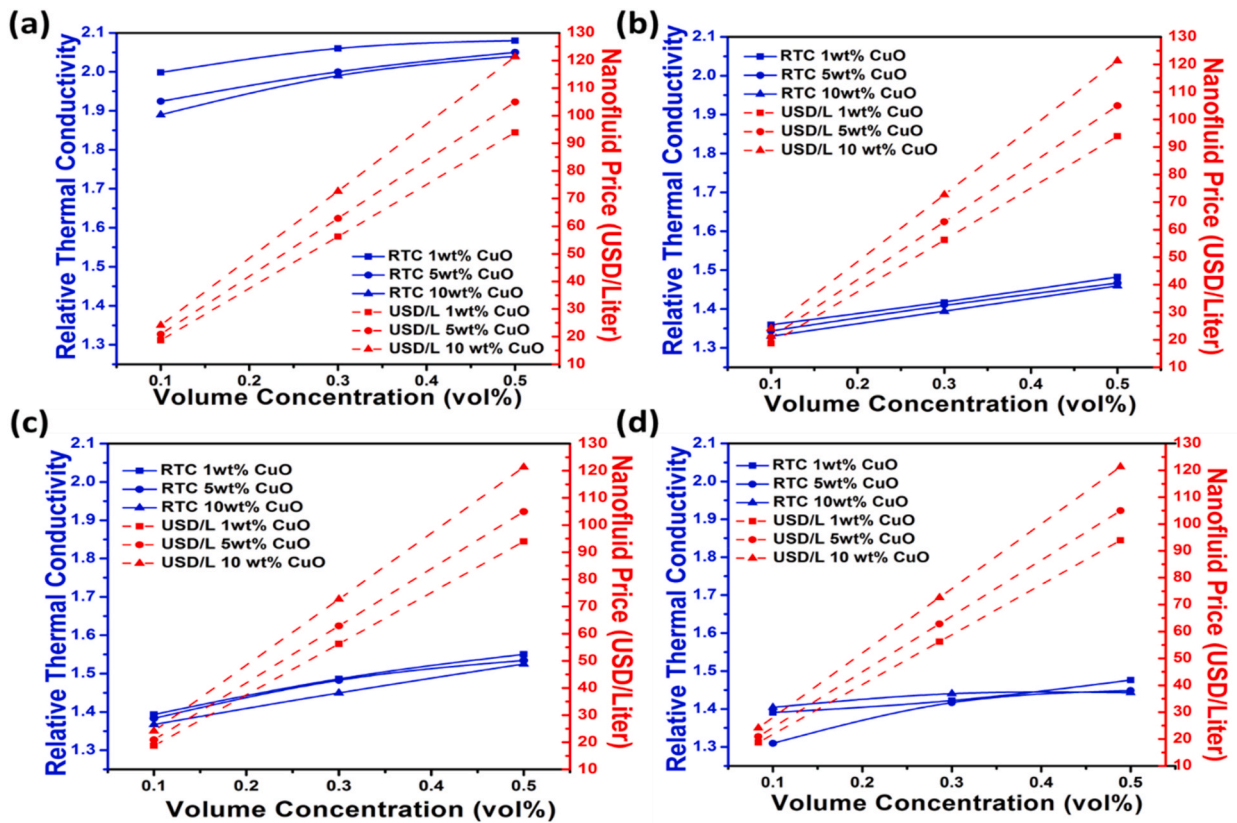 (a)
Relative Thermal Conductivity
2.1
2.0
1.9
1.8
1.7
1.6
1.5
1.4
1.3
RTC 1wt% CuO
RTC 5wt% CuO
RTC 10wt% CuO
USD/L 1wt% CuO
USD/L 5wt% CuO
USD/L 10 wt% CuO
130
120
110
100
90
80
70
60
50
40
30
20
10
Nanofluid Price (USD/Liter)
0.1 0.2 0.3 0.4 0.5
Volume Concentration (vol%)
(b)
Relative Thermal Conductivity
2.1
2.0
1.9
1.8
1.7
1.6
1.5
1.4
1.3
RTC 1wt% CuO
RTC 5wt% CuO
RTC 10wt% CuO
USD/L 1wt% CuO
USD/L 5wt% CuO
USD/L 10 wt% CuO
130
120
110
100
90
80
70
60
50
40
30
20
10
Nanofluid Price (USD/Liter)
0.1 0.2 0.3 0.4 0.5
Volume Concentration (vol%)
(c)
Relative Thermal Conductivity
2.1
2.0
1.9
1.8
1.7
1.6
1.5
1.4
1.3
RTC 1wt% CuO
RTC 5wt% CuO
RTC 10wt% CuO
USD/L 1wt% CuO
USD/L 5wt% CuO
USD/L 10 wt% CuO
130
120
110
100
90
80
70
60
50
40
30
20
10
Nanofluid Price (USD/Liter)
0.1 0.2 0.3 0.4 0.5
Volume Concentration (vol%)
(d)
Relative Thermal Conductivity
2.1
2.0
1.9
1.8
1.7
1.6
1.5
1.4
1.3
RTC 1wt% CuO
RTC 5wt% CuO
RTC 10wt% CuO
USD/L 1wt% CuO
USD/L 5wt% CuO
USD/L 10 wt% CuO
130
120
110
100
90
80
70
60
50
40
30
20
10
Nanofluid Price (USD/Liter)
0.1 0.2 0.3 0.4 0.5
Volume Concentration (vol%)